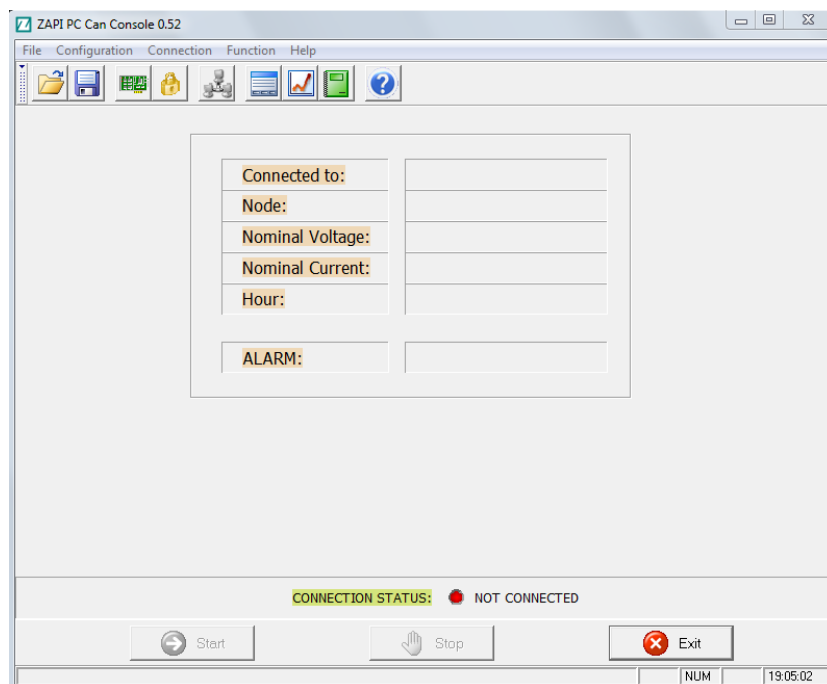 ZAPI PC Can Console 0.52
File Configuration Connection Function Help
Connected to:
Node:
Nominal Voltage:
Nominal Current:
Hour:
ALARM:
CONNECTION STATUS: NOT CONNECTED
Start Stop Exit
NUM 19:05:02